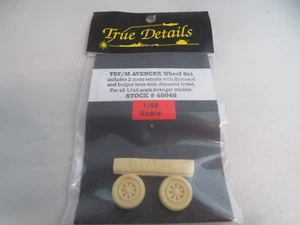 True Details
TBF/M AVENGER Wheel Set
includes 2 main wheels with flattened
and bulged tires with diamond tread.
For all 1/48 scale Avenger models.
STOCK # 48046
1/48
Scale